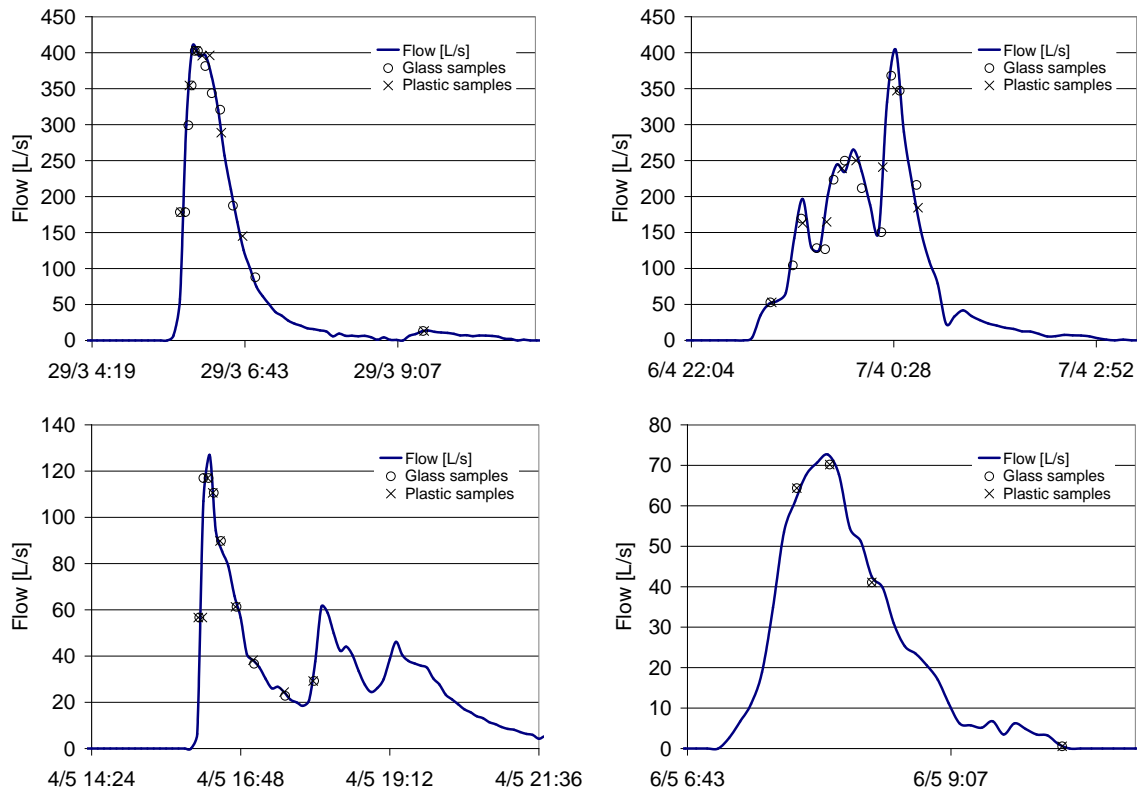 450
400
350
300
250
200
150
100
50
0
Flow [L/s]
Flow [L/s]
Glass samples
Plastic samples
29/3 4:19 29/3 6:43 29/3 9:07
450
400
350
300
250
200
150
100
50
0
Flow [L/s]
Flow [L/s]
Glass samples
Plastic samples
6/4 22:04 7/4 0:28 7/4 2:52
140
120
100
80
60
40
20
0
Flow [L/s]
Flow [L/s]
Glass samples
Plastic samples
4/5 14:24 4/5 16:48 4/5 19:12 4/5 21:36
80
70
60
50
40
30
20
10
0
Flow [L/s]
Flow [L/s]
Glass samples
Plastic samples
6/5 6:43 6/5 9:07